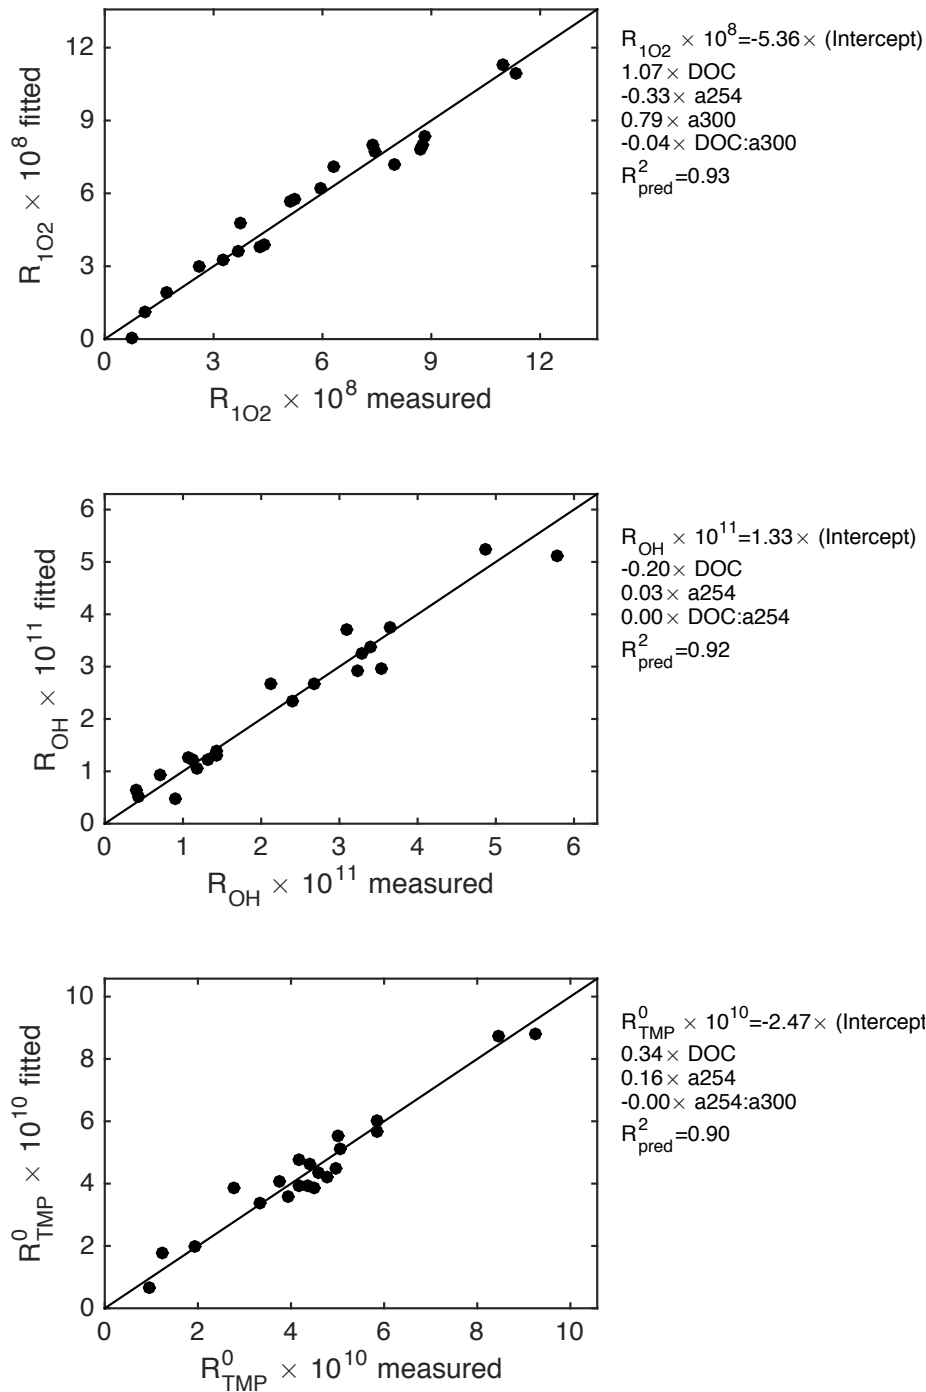 12
9
6
3
0
0 3 6 9 12
R1O2 × 10^8 fitted
R1O2 × 10^8 measured
R1O2 × 10^8=-5.36× (Intercept)
1.07× DOC
-0.33× a254
0.79× a300
-0.04× DOC:a300
R^2pred=0.93
6
5
4
3
2
1
0
0 1 2 3 4 5 6
ROH × 10^11 fitted
ROH × 10^11 measured
ROH × 10^11=1.33× (Intercept)
-0.20× DOC
0.03× a254
0.00× DOC:a254
R^2pred=0.92
10
8
6
4
2
0
0 2 4 6 8 10
R^0TMP × 10^10 fitted
R^0TMP × 10^10 measured
R^0TMP × 10^10=-2.47× (Intercept
0.34× DOC
0.16× a254
-0.00× a254:a300
R^2pred=0.90